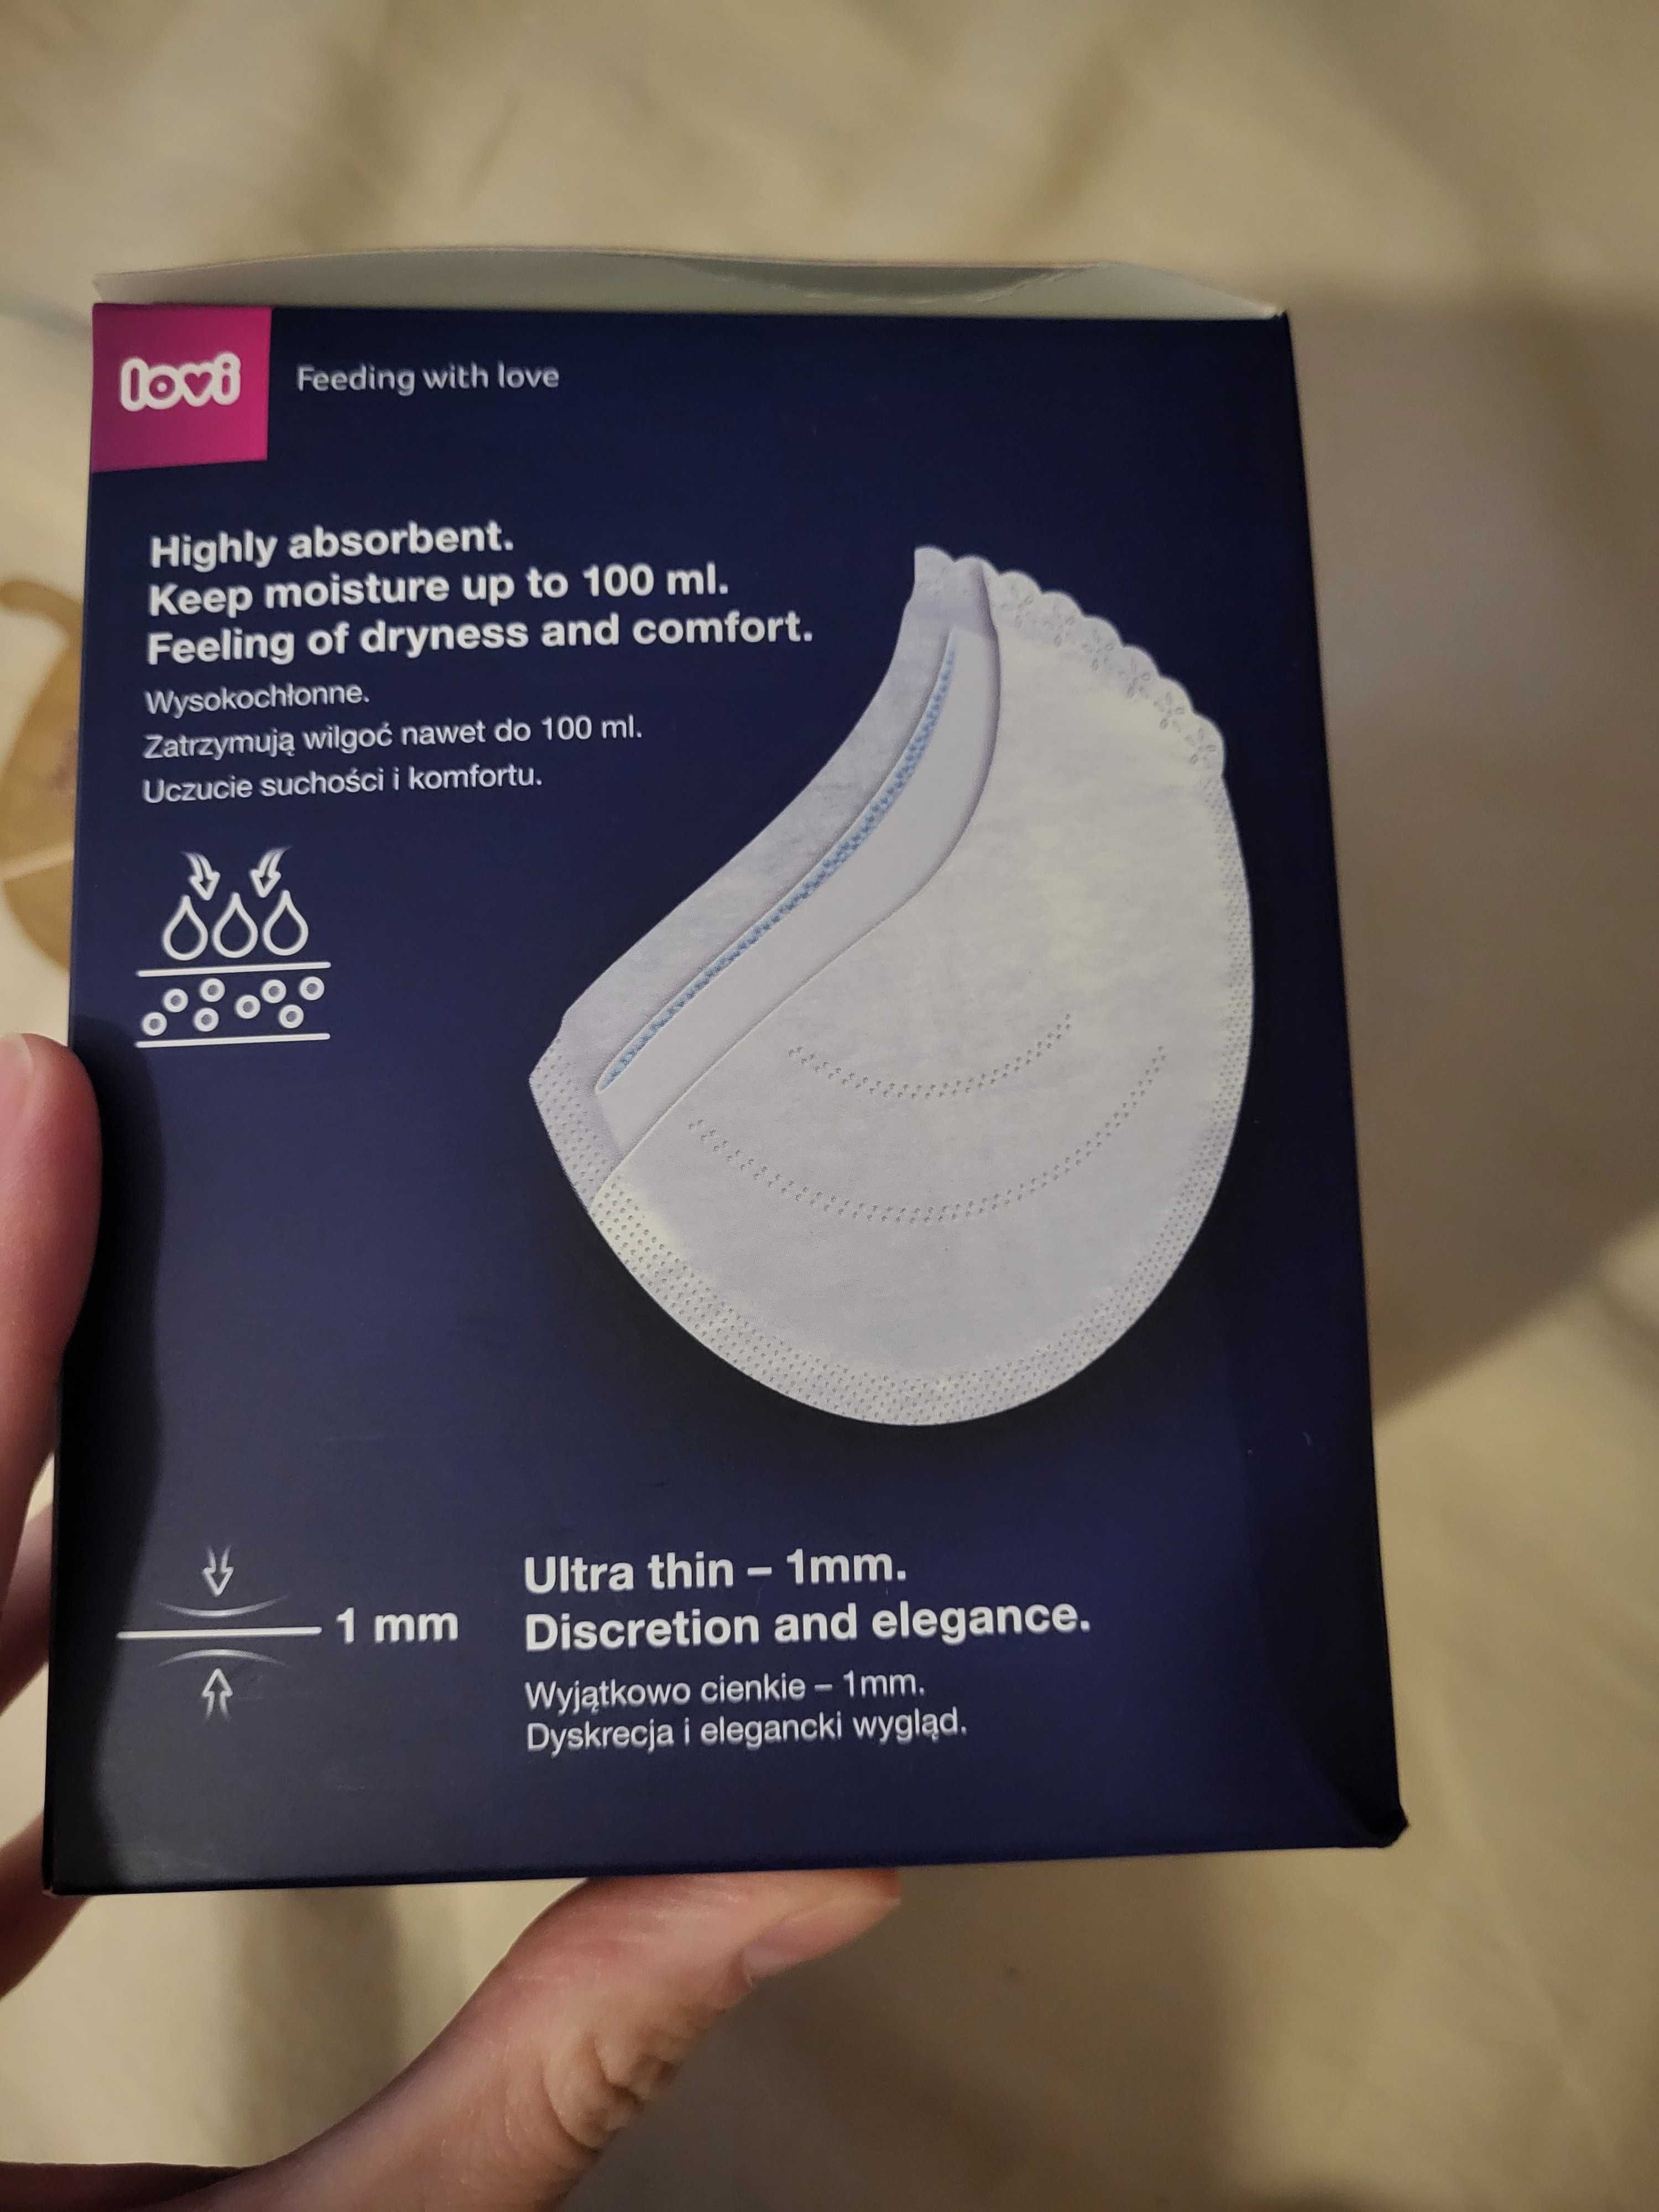 lovi
Feeding with love
Highly absorbent.
Keep moisture up to 100 ml.
Feeling of dryness and comfort.
Wysokochłonne.
Zatrzymują wilgoć nawet do 100 ml.
Uczucie suchości i komfortu.
1 mm
Ultra thin – 1mm.
Discretion and elegance.
Wyjątkowo cienkie – 1mm.
Dyskrecja i elegancki wygląd.